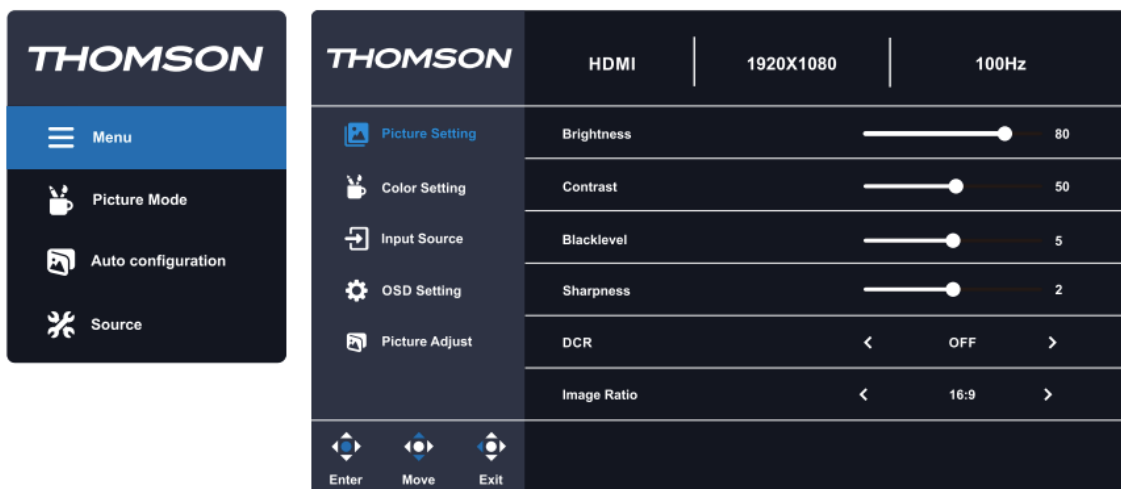 THOMSON
Menu
Picture Mode
Auto configuration
Source
THOMSON
HDMI 1920X1080 100Hz
Picture Setting
Color Setting
Input Source
OSD Setting
Picture Adjust
Brightness 80
Contrast 50
Blacklevel 5
Sharpness 2
DCR OFF
Image Ratio 16:9
Enter Move Exit